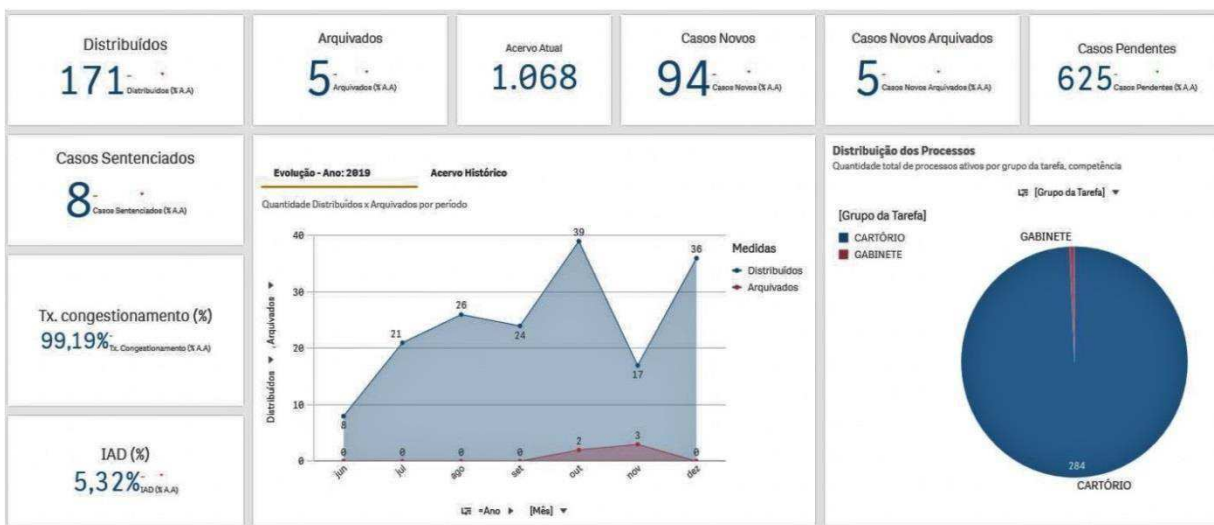 Distribuídos
171
Distribuídos (% A.A)
Arquivados
5
Arquivados (% A.A)
Acervo Atual
1.068
Casos Novos
94
Casos Novos (% A.A)
Casos Novos Arquivados
5
Casos Novos Arquivados (% A.A)
Casos Pendentes
625
Casos Pendentes (% A.A)
Casos Sentenciados
8
Casos Sentenciados (% A.A)
Tx. congestionamento (%)
99,19%
Tx. Congestionamento (% A.A)
IAD (%)
5,32%
IAD (% A.A)
Evolução - Ano: 2019
Acervo Histórico
Quantidade Distribuídos x Arquivados por período
Distribuídos ▼ , Arquivados ▼
40
30
20
10
0
8
21
26
24
39
17
36
0
0
0
0
2
3
0
jun
jul
ago
set
out
nov
dez
=Ano
[Mês]
Medidas
Distribuídos
Arquivados
Distribuição dos Processos
Quantidade total de processos ativos por grupo da tarefa, competência
[Grupo da Tarefa]
[Grupo da Tarefa]
CARTÓRIO
GABINETE
GABINETE
284
CARTÓRIO